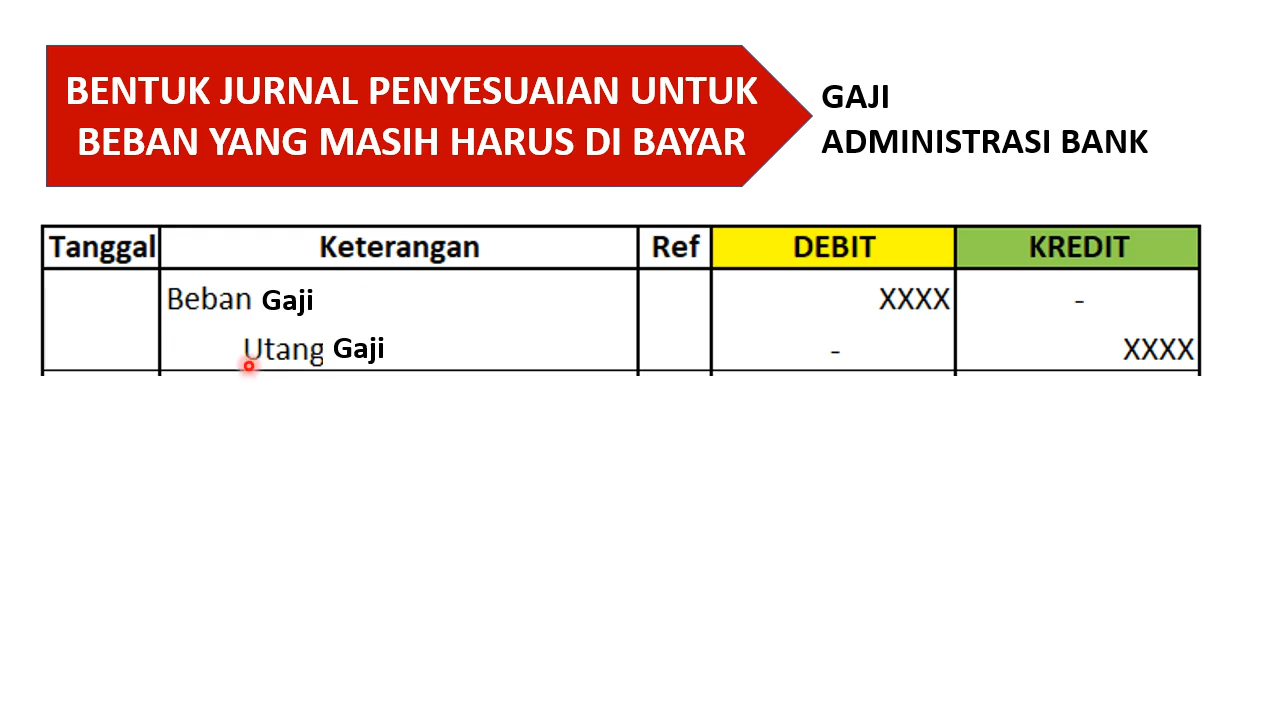 BENTUK JURNAL PENYESUAIAN UNTUK
BEBAN YANG MASIH HARUS DI BAYAR
GAJI
ADMINISTRASI BANK
Tanggal Keterangan Ref DEBIT KREDIT
Beban Gaji XXXX -
Utang Gaji - XXXX